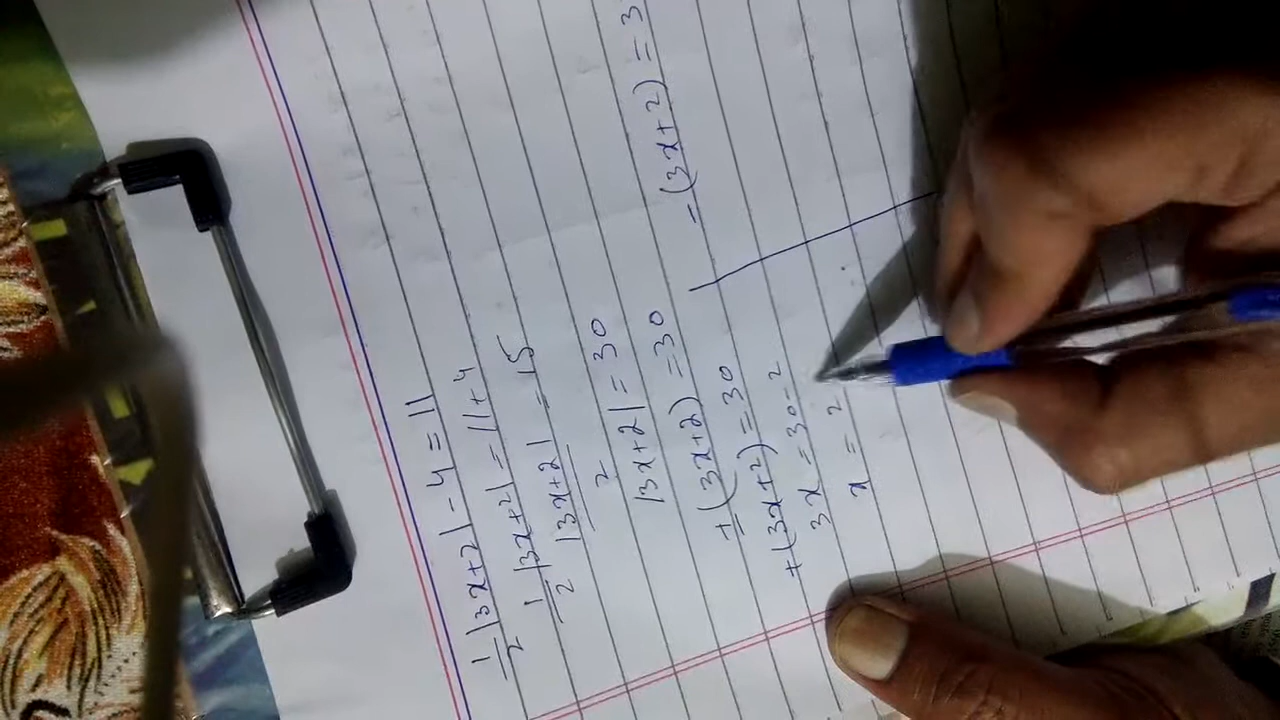 1/2 |3x+2| - 4 = 11
1/2 |3x+2| = 11+4
|3x+2| / 2 = 15
|3x+2| = 30
± (3x+2) = 30
+(3x+2) = 30
3x = 30-2
x = 2
-(3x+2) = 3